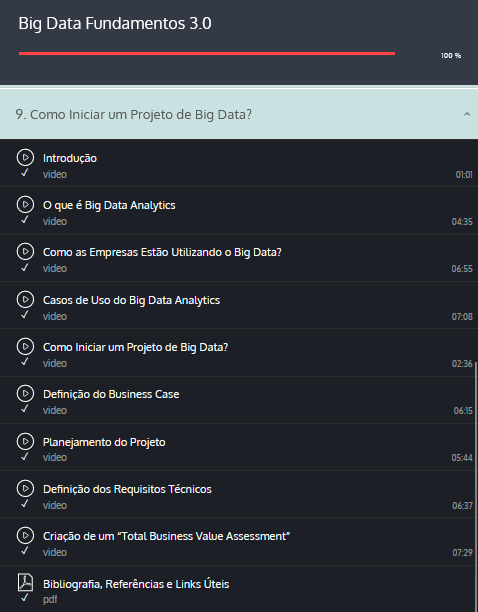 Big Data Fundamentos 3.0
100 %
9. Como Iniciar um Projeto de Big Data?
Introdução
video
01:01
O que é Big Data Analytics
video
04:35
Como as Empresas Estão Utilizando o Big Data?
video
06:55
Casos de Uso do Big Data Analytics
video
07:08
Como Iniciar um Projeto de Big Data?
video
02:36
Definição do Business Case
video
06:15
Planejamento do Projeto
video
05:44
Definição dos Requisitos Técnicos
video
06:37
Criação de um “Total Business Value Assessment”
video
07:29
Bibliografia, Referências e Links Úteis
pdf